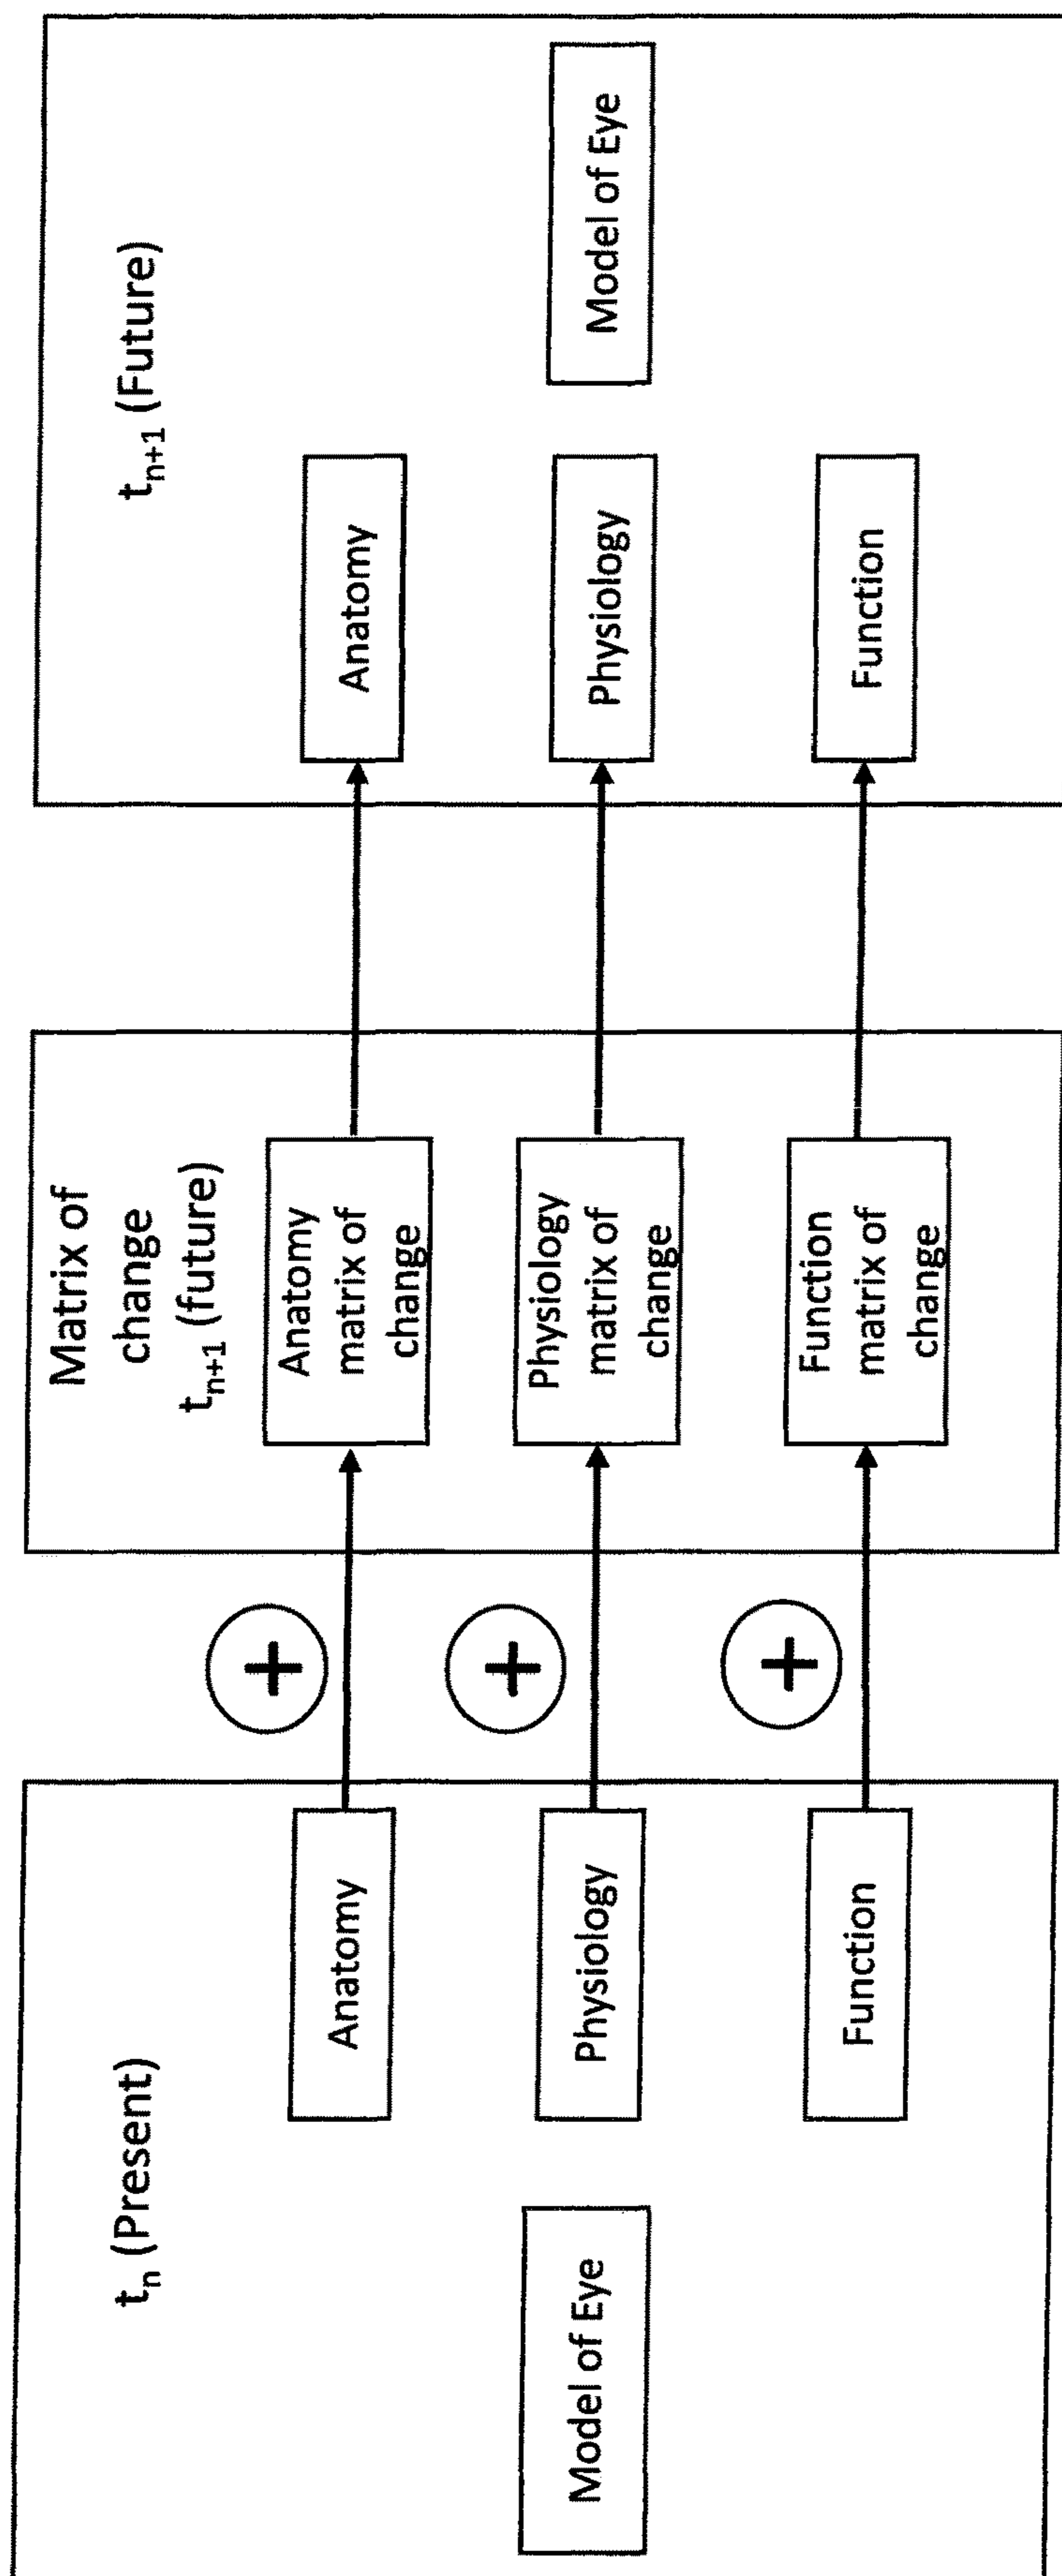 t_n (Present)
Model of Eye
Anatomy
Physiology
Function
+
+
+
Matrix of
change
t_n+1 (future)
Anatomy
matrix of
change
Physiology
matrix of
change
Function
matrix of
change
t_n+1 (Future)
Anatomy
Physiology
Function
Model of Eye